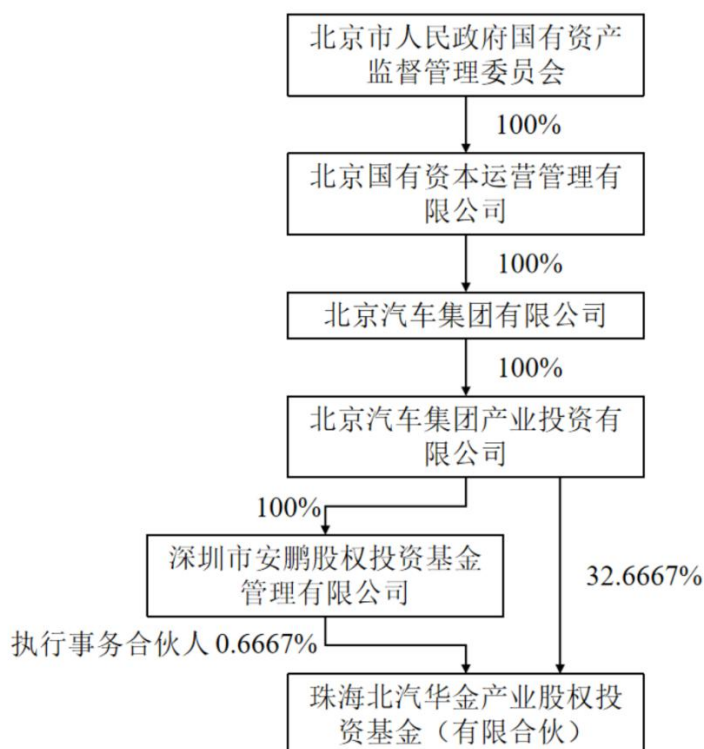 北京市人民政府国有资产
监督管理委员会
100%
北京国有资本运营管理有
限公司
100%
北京汽车集团有限公司
100%
北京汽车集团产业投资有
限公司
100%
深圳市安鹏股权投资基金
管理有限公司
32.6667%
执行事务合伙人 0.6667%
珠海北汽华金产业股权投
资基金（有限合伙）